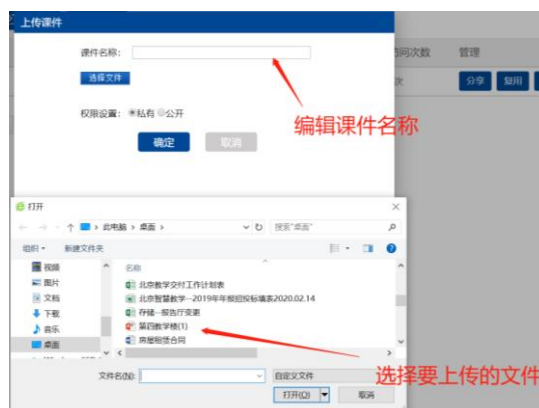 上传课件
课件名称：
访问次数 管理
选择文件
次 分享 复用
权限设置： 私有 公开
编辑课件名称
确定 取消
打开
此电脑 > 桌面 >
搜索"桌面"
组织 新建文件夹
视频 名称
图片 北京教学交付工作计划表
文档 北京智慧教学--2019年年报招投标填表2020.02.14
下载 存储--报告厅变更
音乐 第四教学楼(1)
桌面 房屋租赁合同
选择要上传的文件
文件名(N): 自定义文件
打开(O) 取消